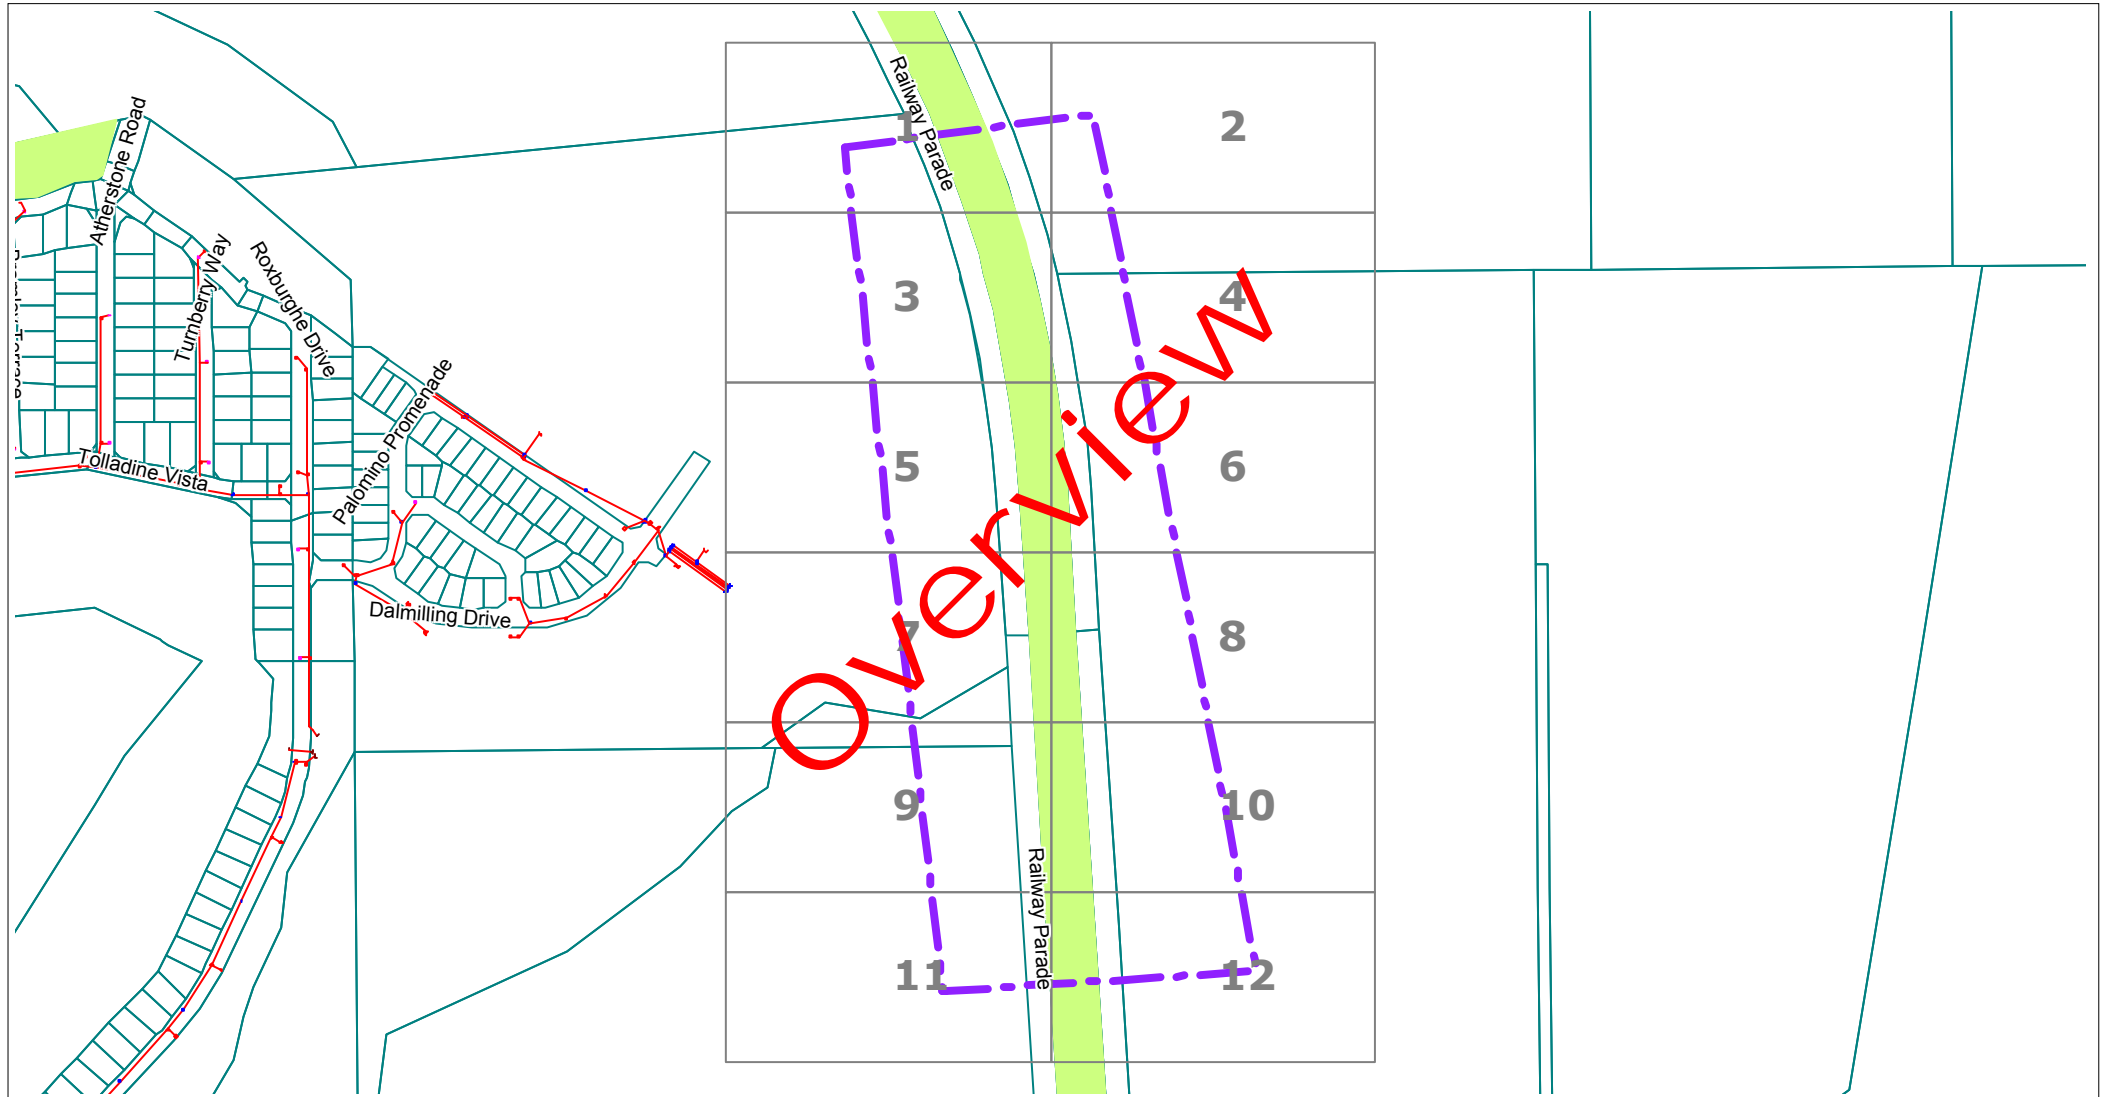 Railway Parade
1
2
Atherstone Road
Turnberry Way
Roxburghe Drive
3
4
Palomino Promenade
Tolladine Vista
5
6
Overview
Dalmilling Drive
7
8
9
10
Railway Parade
11
12